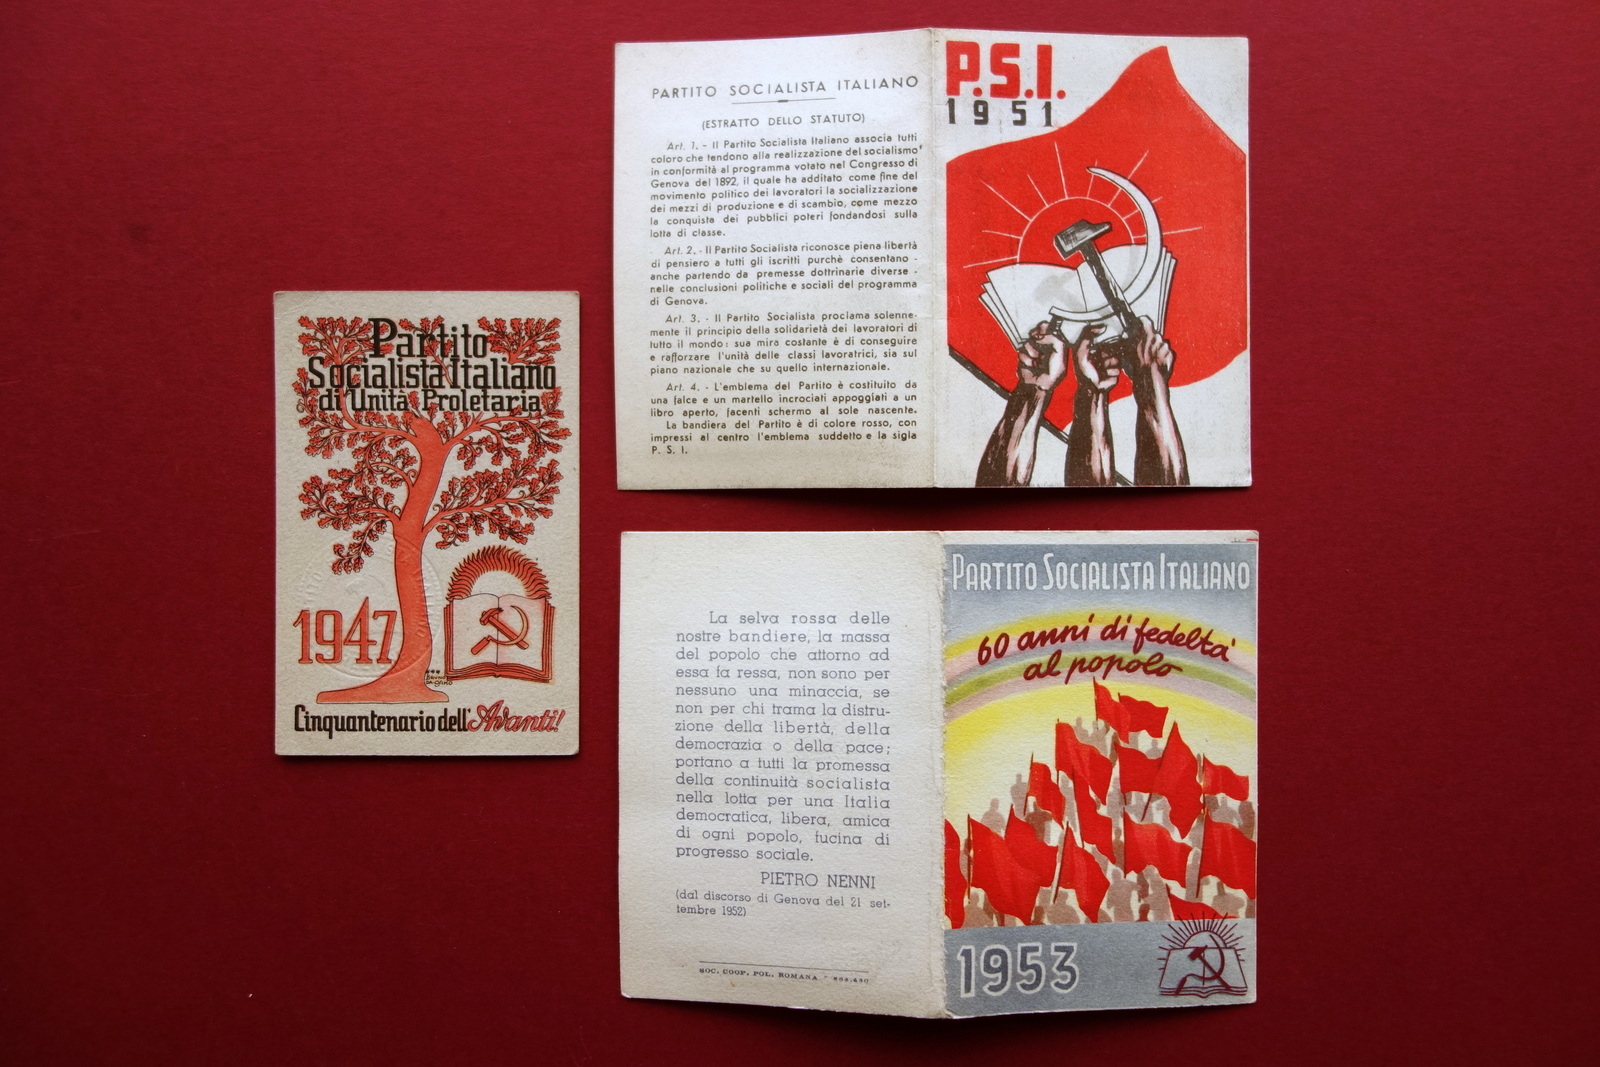 Partito
Socialista Italiano
di Unità Proletaria
1947
BRUNO
DA OSIMO
Cinquantenario dell'Avanti!
PARTITO SOCIALISTA ITALIANO
(ESTRATTO DELLO STATUTO)
Art. 1. - Il Partito Socialista Italiano associa tutti
coloro che tendono alla realizzazione del socialismo
in conformità al programma votato nel Congresso di
Genova del 1892, il quale ha additato come fine del
movimento politico dei lavoratori la socializzazione
dei mezzi di produzione e di scambio, come mezzo
la conquista dei pubblici poteri fondandosi sulla
lotta di classe.
Art. 2. - Il Partito Socialista riconosce piena libertà
di pensiero a tutti gli iscritti purchè consentano -
anche partendo da premesse dottrinarie diverse -
nelle conclusioni politiche e sociali del programma
di Genova.
Art. 3. - Il Partito Socialista proclama solenne-
mente il principio della solidarietà dei lavoratori di
tutto il mondo: sua mira costante è di conseguire
e rafforzare l'unità delle classi lavoratrici, sia sul
piano nazionale che su quello internazionale.
Art. 4. - L'emblema del Partito è costituito da
una falce e un martello incrociati appoggiati a un
libro aperto, facenti schermo al sole nascente.
La bandiera del Partito è di colore rosso, con
impressi al centro l'emblema suddetto e la sigla
P. S. I.
P.S.I.
1951
La selva rossa delle
nostre bandiere, la massa
del popolo che attorno ad
essa fa ressa, non sono per
nessuno una minaccia, se
non per chi trama la distru-
zione della libertà, della
democrazia o della pace;
portano a tutti la promessa
della continuità socialista
nella lotta per una Italia
democratica, libera, amica
di ogni popolo, fucina di
progresso sociale.
PIETRO NENNI
(dal discorso di Genova del 21 set-
tembre 1952)
SOC. COOP. POL. ROMANA
PARTITO SOCIALISTA ITALIANO
60 anni di fedeltà
al popolo
1953